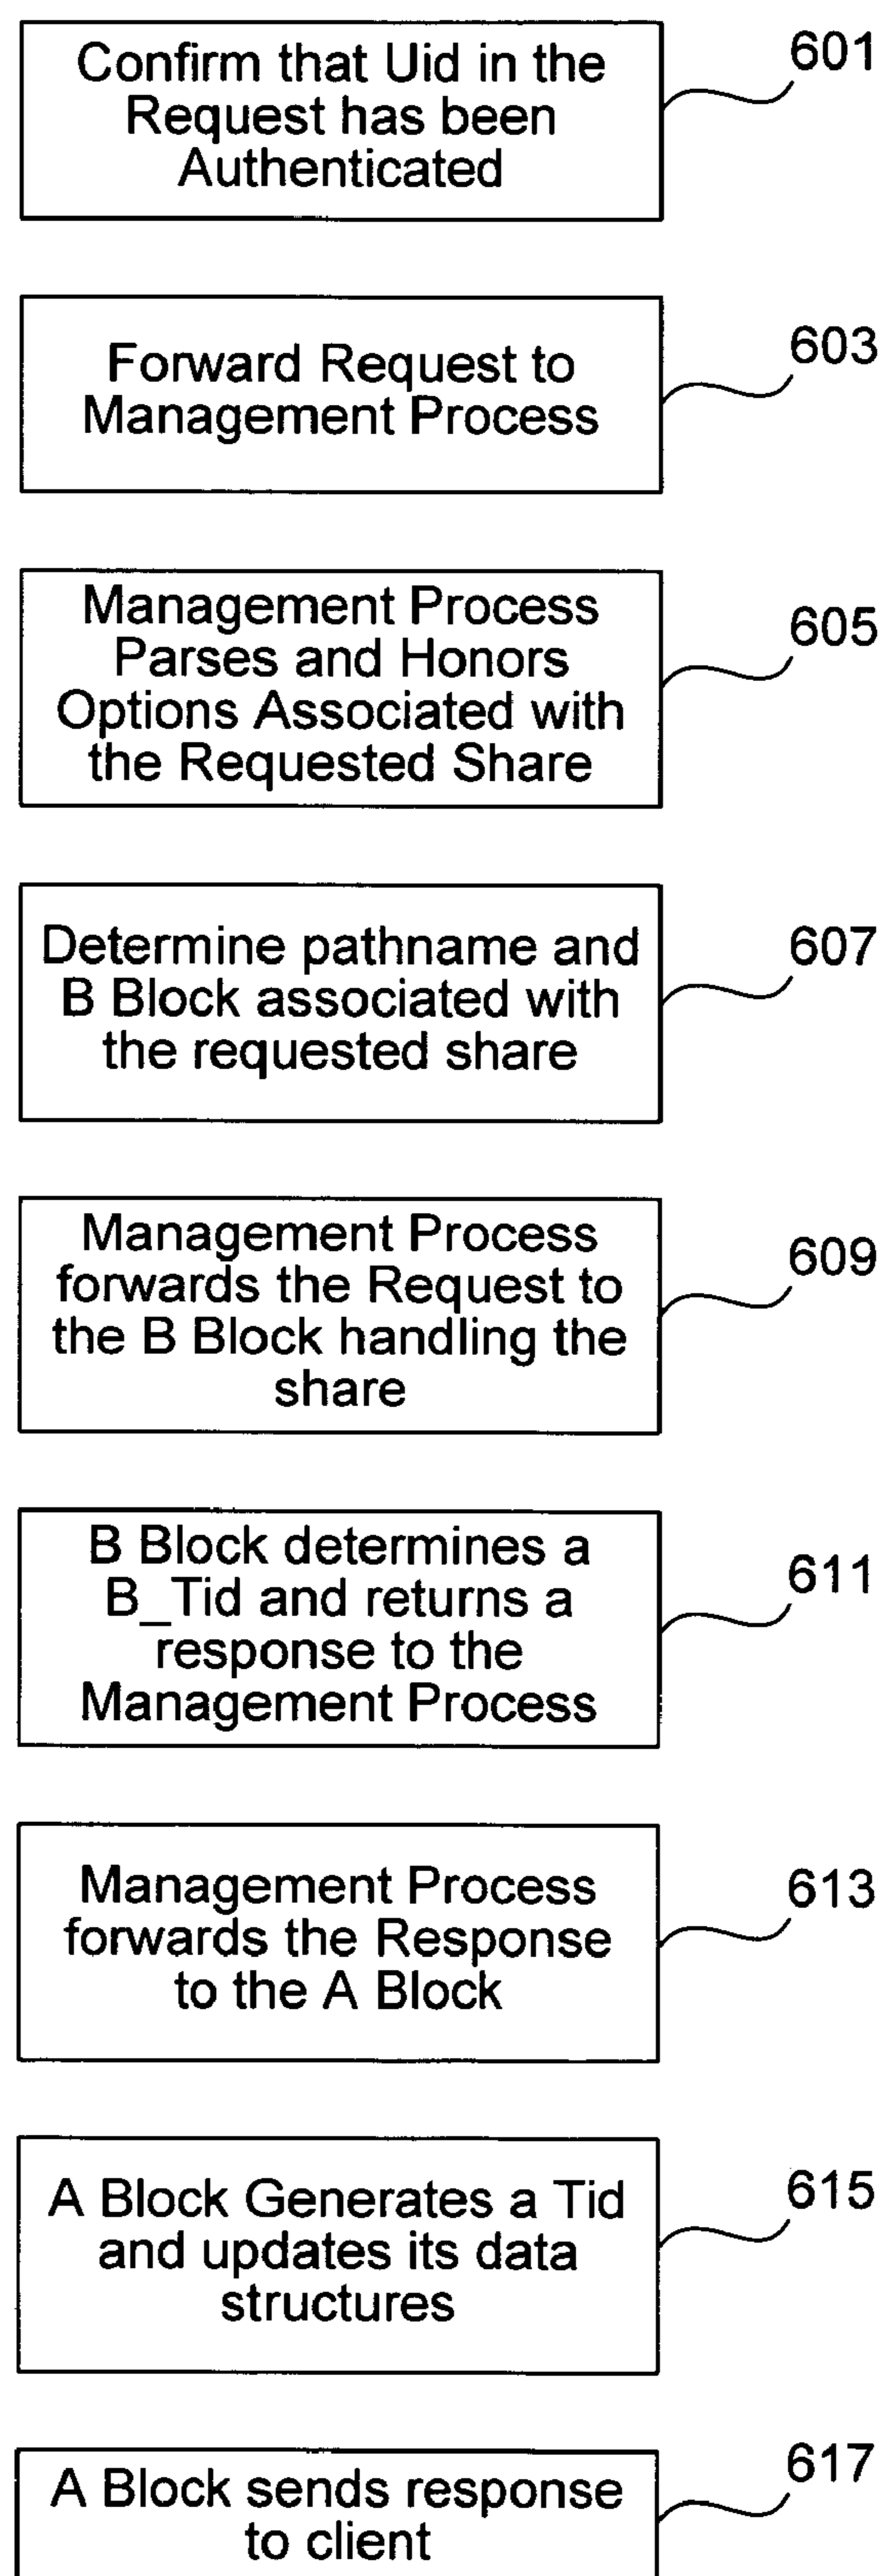 Confirm that Uid in the
Request has been
Authenticated
601
Forward Request to
Management Process
603
Management Process
Parses and Honors
Options Associated with
the Requested Share
605
Determine pathname and
B Block associated with
the requested share
607
Management Process
forwards the Request to
the B Block handling the
share
609
B Block determines a
B_Tid and returns a
response to the
Management Process
611
Management Process
forwards the Response
to the A Block
613
A Block Generates a Tid
and updates its data
structures
615
A Block sends response
to client
617